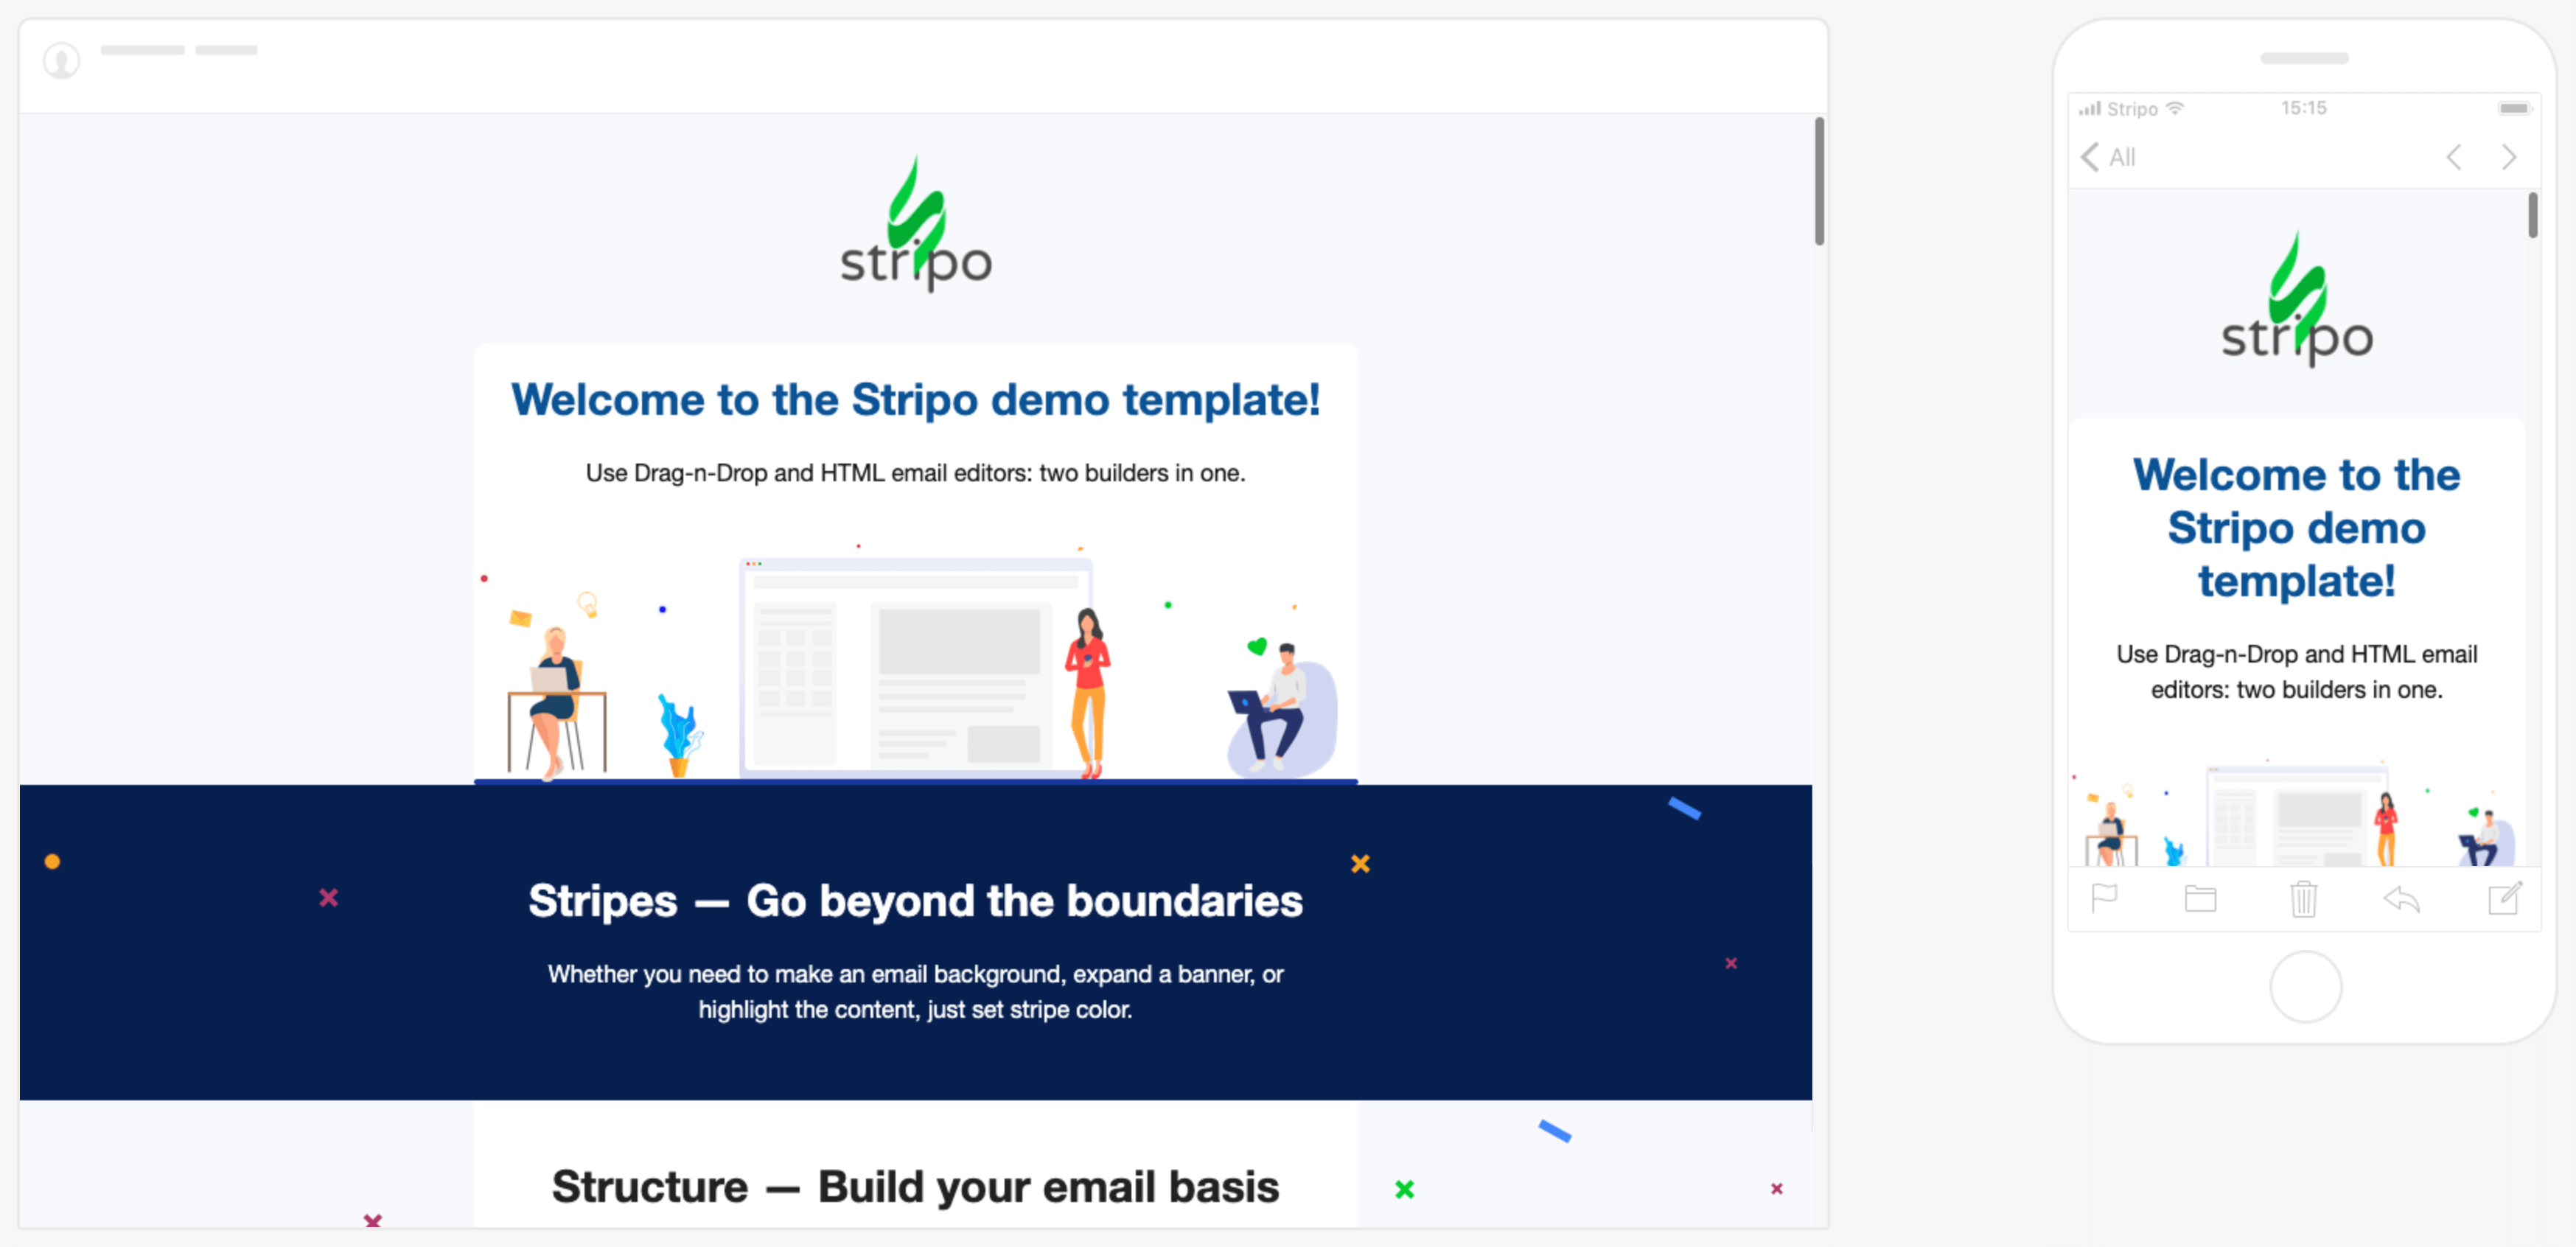 stripo
Welcome to the Stripo demo template!
Use Drag-n-Drop and HTML email editors: two builders in one.
Stripes — Go beyond the boundaries
Whether you need to make an email background, expand a banner, or
highlight the content, just set stripe color.
Structure — Build your email basis
Stripo 15:15
All
stripo
Welcome to the
Stripo demo
template!
Use Drag-n-Drop and HTML email
editors: two builders in one.